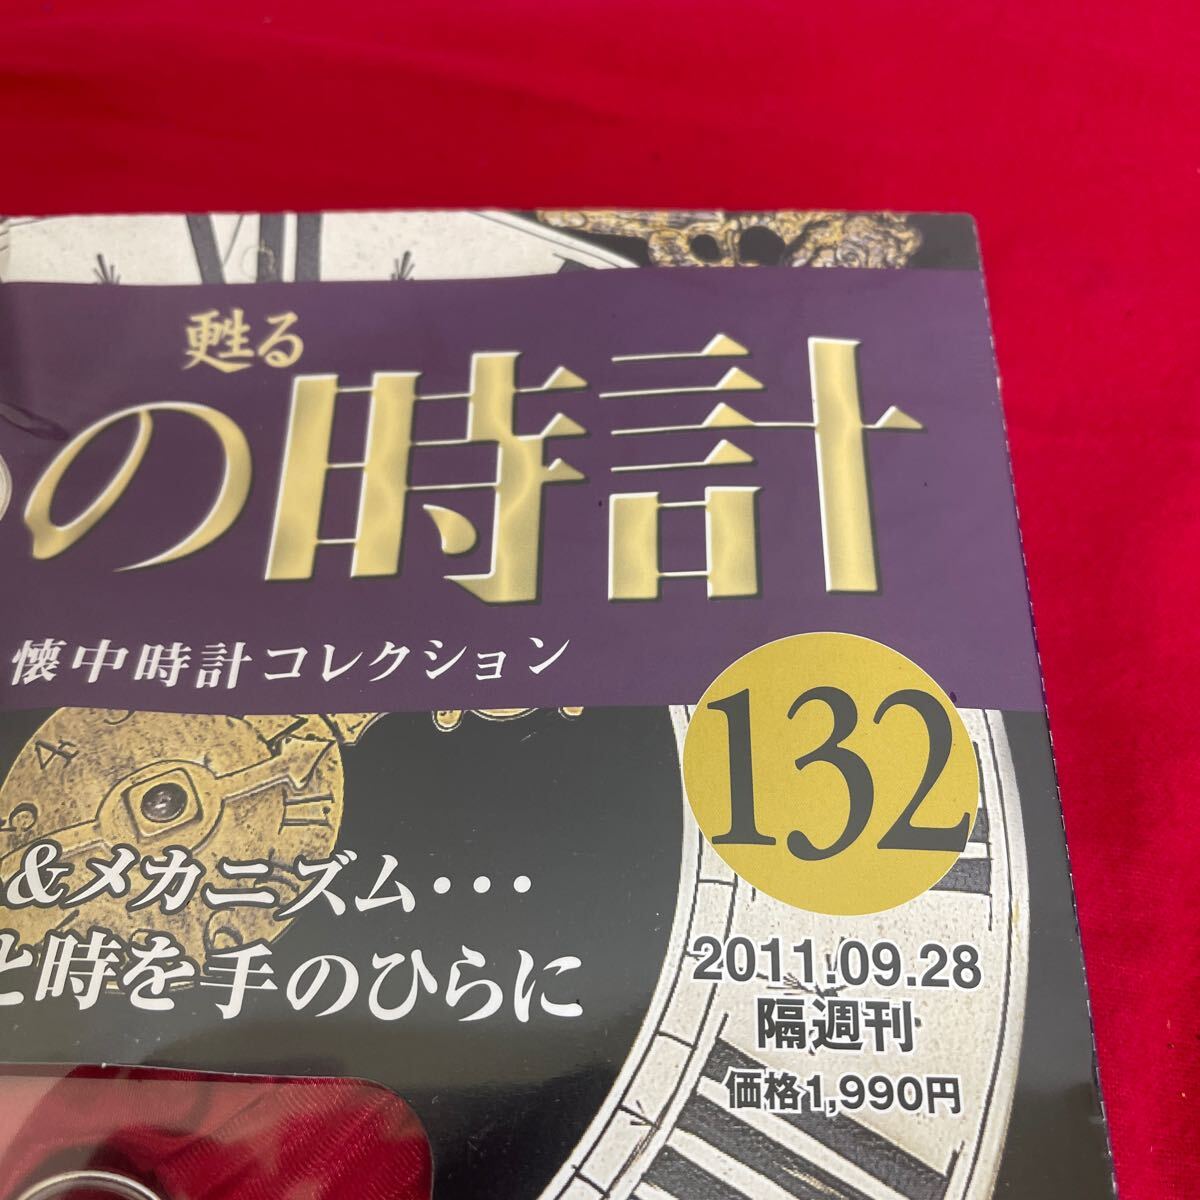 甦る
の時計
懐中時計コレクション
132
&メカニズム・・・
と時を手のひらに
2011.09.28
隔週刊
価格1,990円